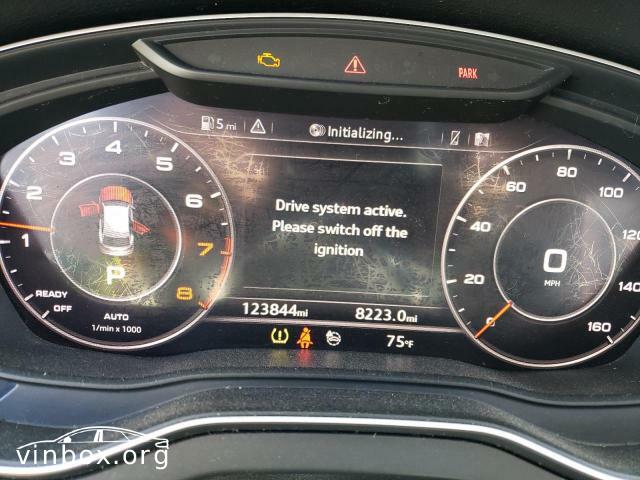 PARK
5 mi
Initializing...
4
3
5
2
6
1
7
8
P
READY
OFF
AUTO
1/min x 1000
Drive system active.
Please switch off the
ignition
80
60
100
40
120
20
140
0
160
0
MPH
123844mi
8223.0mi
75°F
vinbox.org